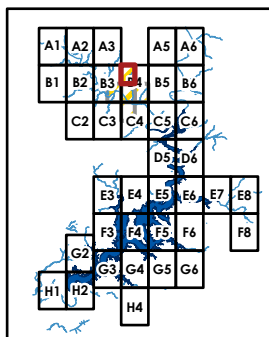 A1 A2 A3 A5 A6
B1 B2 B3 B4 B5 B6
C2 C3 C4 C5 C6
D5 D6
E3 E4 E5 E6 E7 E8
F3 F4 F5 F6 F8
G2
G3 G4 G5 G6
H1 H2
H4